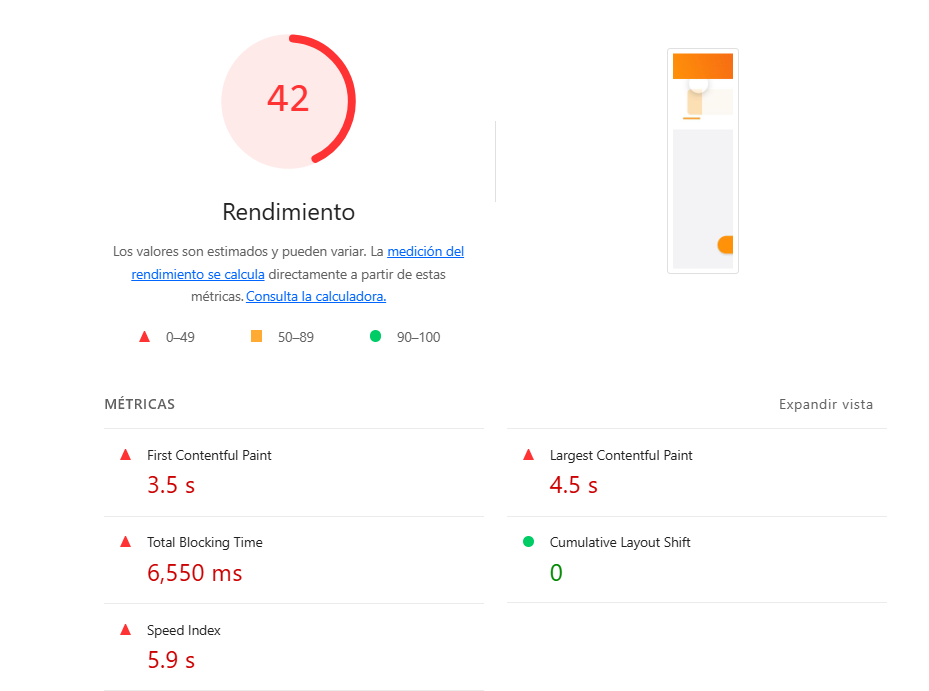 42
Rendimiento
Los valores son estimados y pueden variar. La medición del
rendimiento se calcula directamente a partir de estas
métricas. Consulta la calculadora.
0–49
50–89
90–100
MÉTRICAS
Expandir vista
First Contentful Paint
3.5 s
Largest Contentful Paint
4.5 s
Total Blocking Time
6,550 ms
Cumulative Layout Shift
0
Speed Index
5.9 s